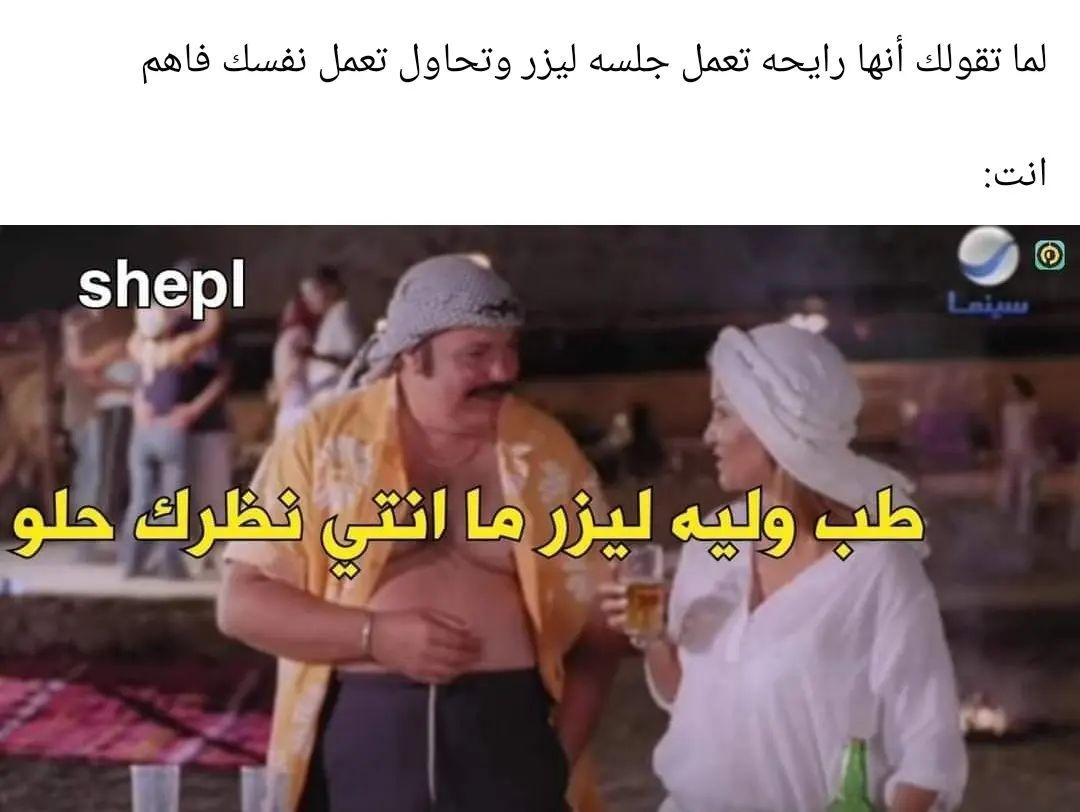 لما تقولك أنها رايحه تعمل جلسه ليزر وتحاول تعمل نفسك فاهم
انت:
shepl
سينما
طب وليه ليزر ما انتي نظرك حلو